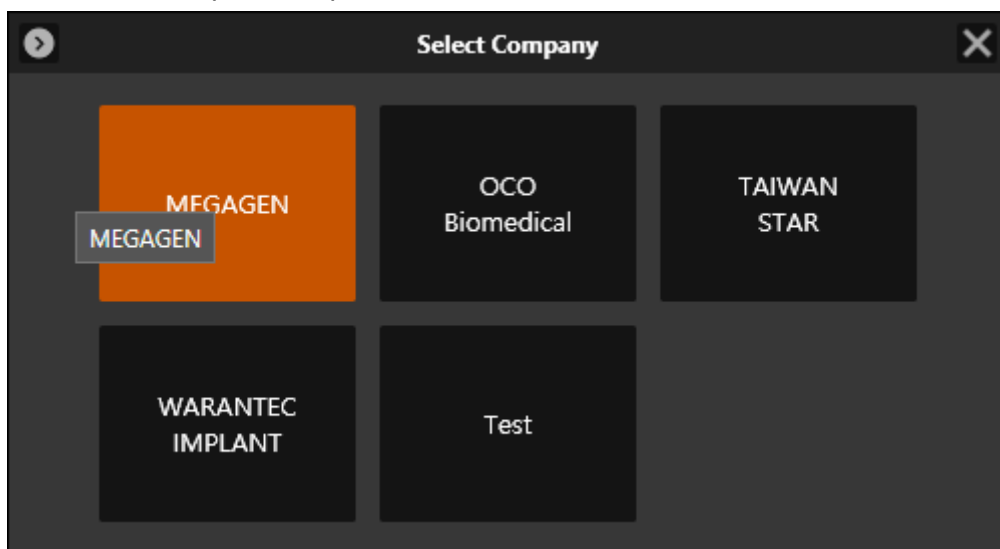 Select Company
MEGAGEN
MEGAGEN
OCO
Biomedical
TAIWAN
STAR
WARANTEC
IMPLANT
Test